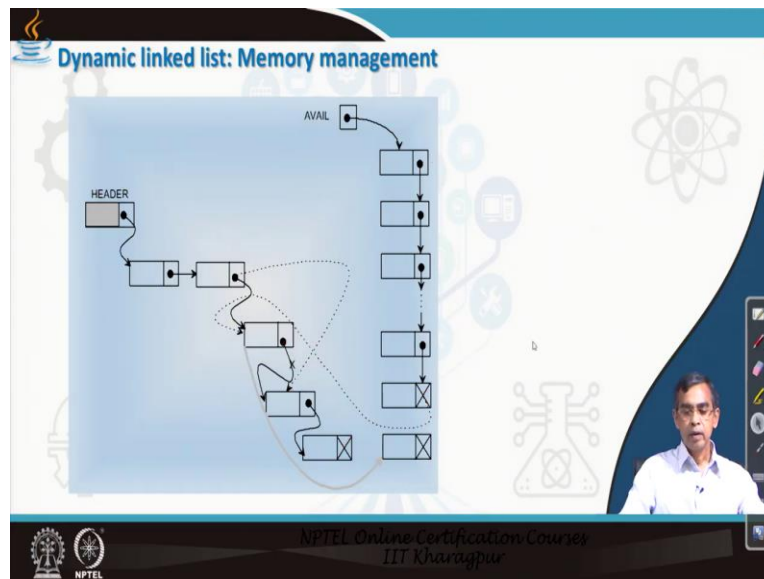 Dynamic linked list: Memory management
AVAIL
HEADER
NPTEL Online Certification Courses
IIT Kharagpur
NPTEL